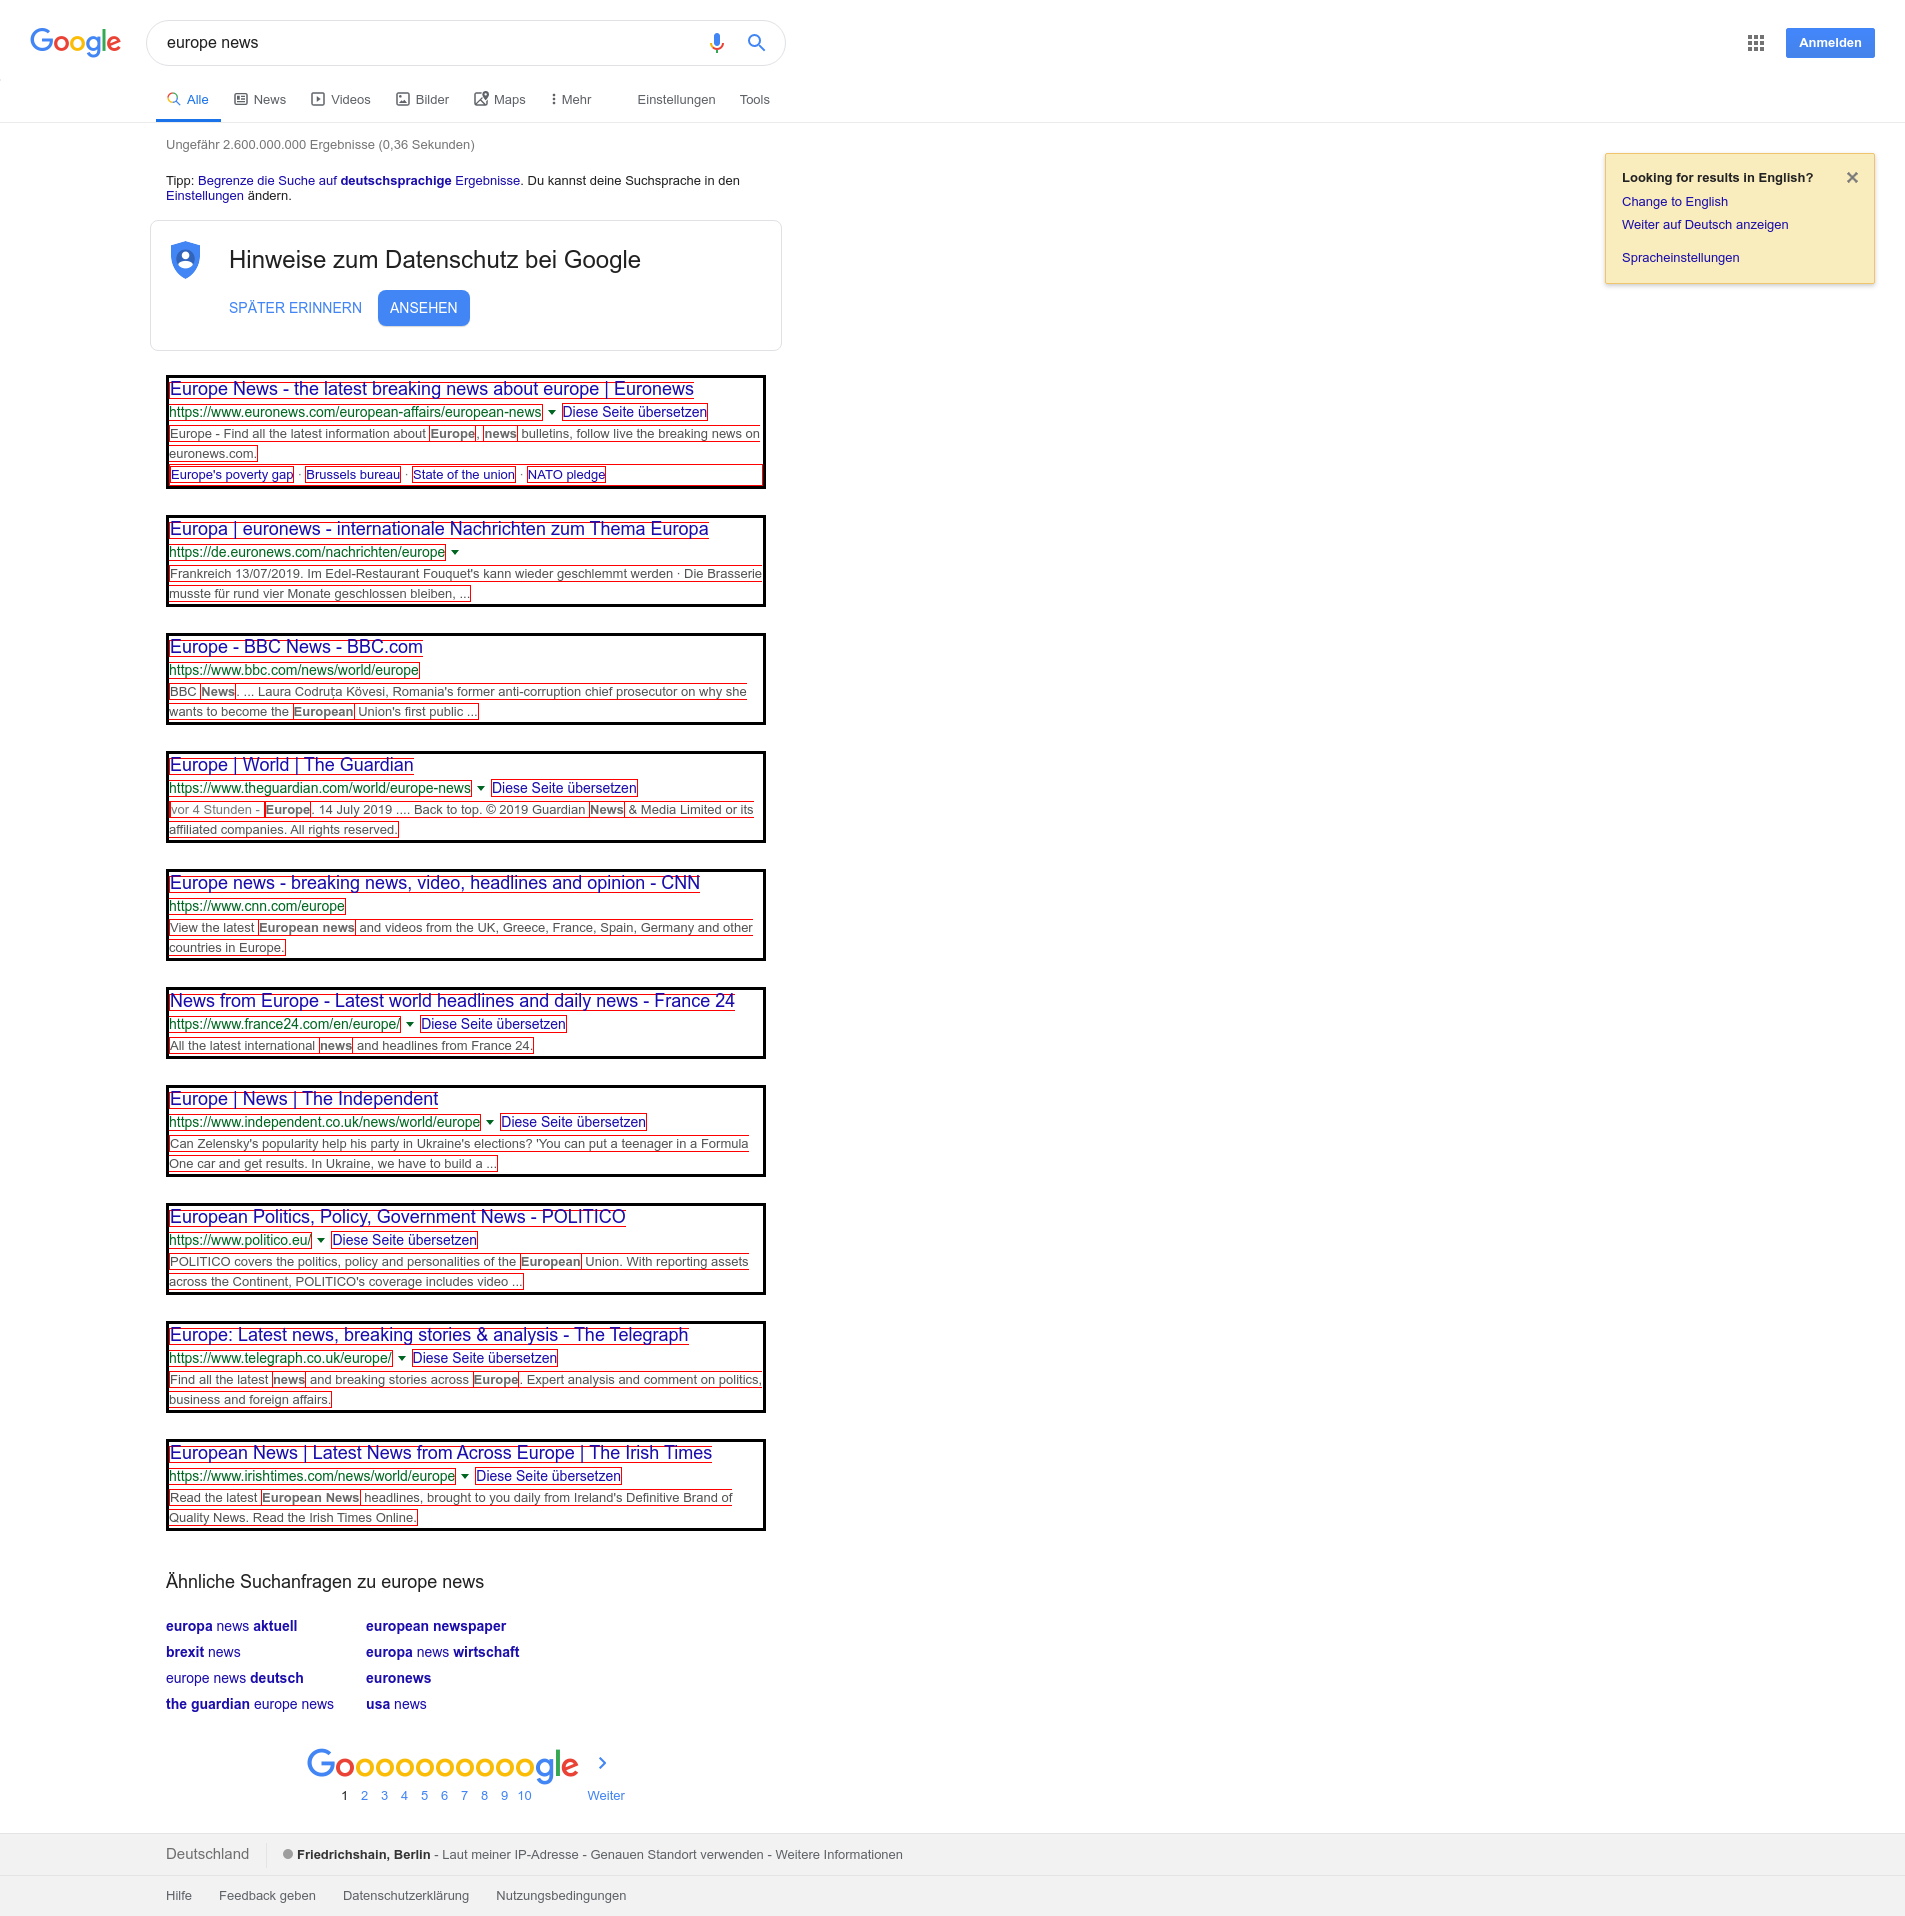 Google
europe news
Anmelden
Alle News Videos Bilder Maps Mehr Einstellungen Tools
Ungefähr 2.600.000.000 Ergebnisse (0,36 Sekunden)
Tipp: Begrenze die Suche auf deutschsprachige Ergebnisse. Du kannst deine Suchsprache in den
Einstellungen ändern.
Looking for results in English?
Change to English
Weiter auf Deutsch anzeigen
Spracheinstellungen
Hinweise zum Datenschutz bei Google
SPÄTER ERINNERN ANSEHEN
Europe News - the latest breaking news about europe | Euronews
https://www.euronews.com/european-affairs/european-news Diese Seite übersetzen
Europe - Find all the latest information about Europe, news bulletins, follow live the breaking news on
euronews.com.
Europe's poverty gap · Brussels bureau · State of the union · NATO pledge
Europa | euronews - internationale Nachrichten zum Thema Europa
https://de.euronews.com/nachrichten/europe
Frankreich 13/07/2019. Im Edel-Restaurant Fouquet's kann wieder geschlemmt werden · Die Brasserie
musste für rund vier Monate geschlossen bleiben, ...
Europe - BBC News - BBC.com
https://www.bbc.com/news/world/europe
BBC News. ... Laura Codruța Kövesi, Romania's former anti-corruption chief prosecutor on why she
wants to become the European Union's first public ...
Europe | World | The Guardian
https://www.theguardian.com/world/europe-news Diese Seite übersetzen
vor 4 Stunden - Europe. 14 July 2019 .... Back to top. © 2019 Guardian News & Media Limited or its
affiliated companies. All rights reserved.
Europe news - breaking news, video, headlines and opinion - CNN
https://www.cnn.com/europe
View the latest European news and videos from the UK, Greece, France, Spain, Germany and other
countries in Europe.
News from Europe - Latest world headlines and daily news - France 24
https://www.france24.com/en/europe/ Diese Seite übersetzen
All the latest international news and headlines from France 24.
Europe | News | The Independent
https://www.independent.co.uk/news/world/europe Diese Seite übersetzen
Can Zelensky's popularity help his party in Ukraine's elections? 'You can put a teenager in a Formula
One car and get results. In Ukraine, we have to build a ...
European Politics, Policy, Government News - POLITICO
https://www.politico.eu/ Diese Seite übersetzen
POLITICO covers the politics, policy and personalities of the European Union. With reporting assets
across the Continent, POLITICO's coverage includes video ...
Europe: Latest news, breaking stories & analysis - The Telegraph
https://www.telegraph.co.uk/europe/ Diese Seite übersetzen
Find all the latest news and breaking stories across Europe. Expert analysis and comment on politics,
business and foreign affairs.
European News | Latest News from Across Europe | The Irish Times
https://www.irishtimes.com/news/world/europe Diese Seite übersetzen
Read the latest European News headlines, brought to you daily from Ireland's Definitive Brand of
Quality News. Read the Irish Times Online.
Ähnliche Suchanfragen zu europe news
europa news aktuell european newspaper
brexit news europa news wirtschaft
europe news deutsch euronews
the guardian europe news usa news
Goooooooooogle
1 2 3 4 5 6 7 8 9 10 Weiter
Deutschland Friedrichshain, Berlin - Laut meiner IP-Adresse - Genauen Standort verwenden - Weitere Informationen
Hilfe Feedback geben Datenschutzerklärung Nutzungsbedingungen